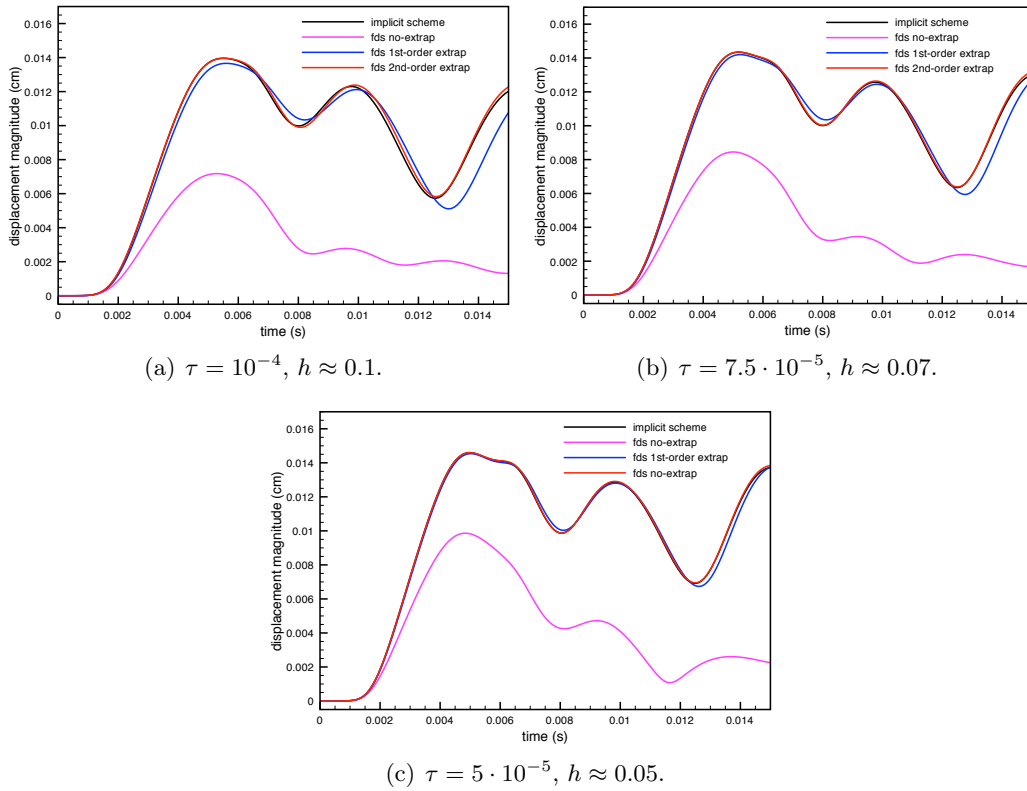 displacement magnitude (cm)
0.016
0.014
0.012
0.01
0.008
0.006
0.004
0.002
0
implicit scheme
fds no-extrap
fds 1st-order extrap
fds 2nd-order extrap
0 0.002 0.004 0.006 0.008 0.01 0.012 0.014
time (s)
(a) τ = 10⁻⁴, h ≈ 0.1.
displacement magnitude (cm)
0.016
0.014
0.012
0.01
0.008
0.006
0.004
0.002
0
implicit scheme
fds no-extrap
fds 1st-order extrap
fds 2nd-order extrap
0 0.002 0.004 0.006 0.008 0.01 0.012 0.014
time (s)
(b) τ = 7.5 · 10⁻⁵, h ≈ 0.07.
displacement magnitude (cm)
0.016
0.014
0.012
0.01
0.008
0.006
0.004
0.002
0
implicit scheme
fds no-extrap
fds 1st-order extrap
fds no-extrap
0 0.002 0.004 0.006 0.008 0.01 0.012 0.014
time (s)
(c) τ = 5 · 10⁻⁵, h ≈ 0.05.